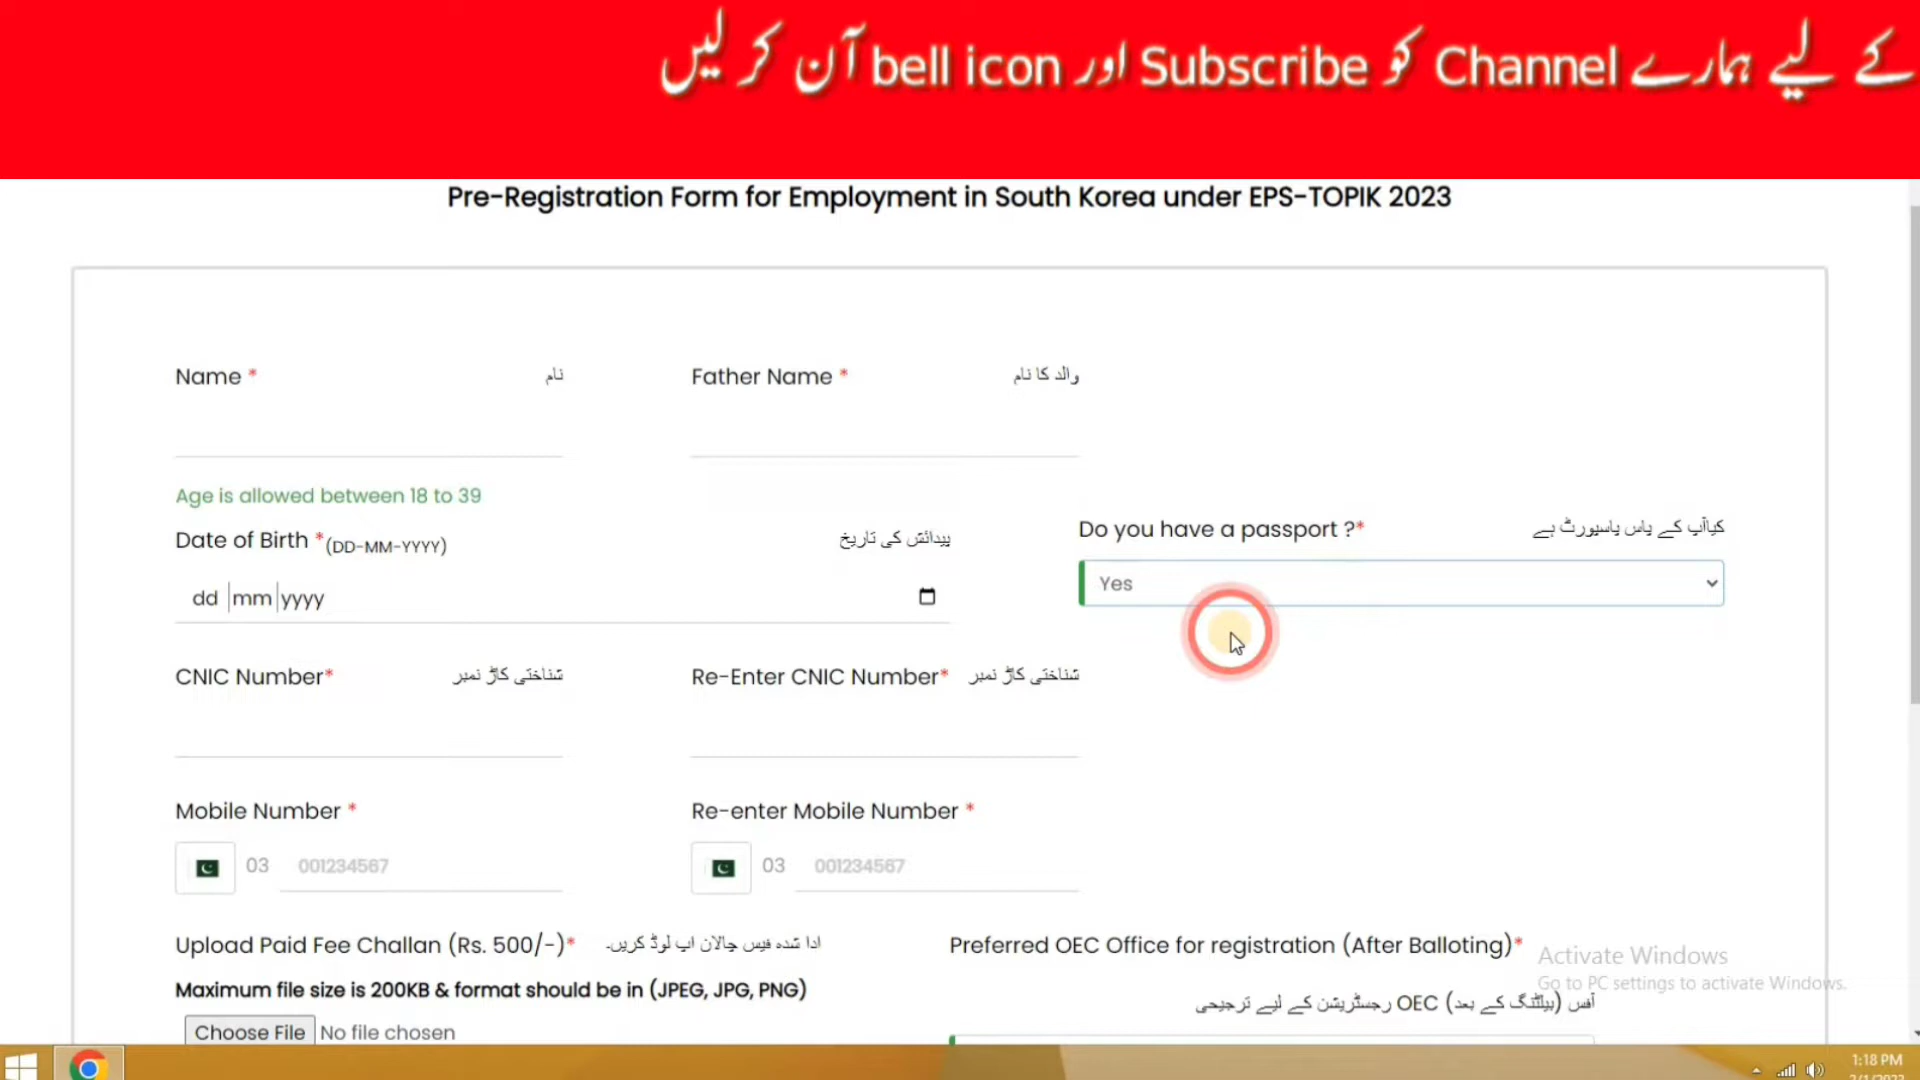 کے لیے ہمارے Channel کو Subscribe اور bell icon آن کر لیں
Pre-Registration Form for Employment in South Korea under EPS-TOPIK 2023
Name * نام
Father Name * والد کا نام
Age is allowed between 18 to 39
Date of Birth *(DD-MM-YYYY) پیدائش کی تاریخ
Do you have a passport ?* کیاآپ کے پاس پاسپورٹ ہے
dd mm yyyy
Yes
CNIC Number* شناختی کاڑ نمبر
Re-Enter CNIC Number* شناختی کاڑ نمبر
Mobile Number *
Re-enter Mobile Number *
03 001234567
03 001234567
Upload Paid Fee Challan (Rs. 500/-)* ادا شدہ فیس چالان اپ لوڈ کریں۔
Preferred OEC Office for registration (After Balloting)*
Maximum file size is 200KB & format should be in (JPEG, JPG, PNG)
آفس (بیلٹنگ کے بعد) OEC رجسٹریشن کے لیے ترجیحی
Choose File No file chosen
Activate Windows
Go to PC settings to activate Windows.
1:18 PM